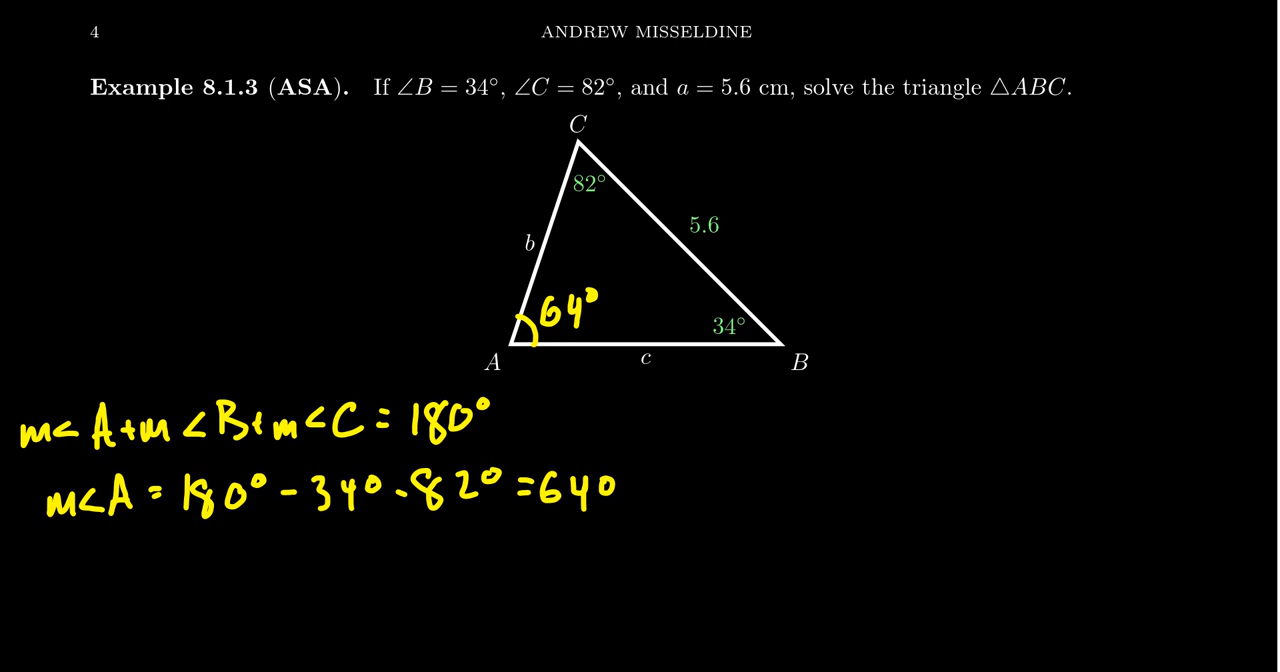 4 ANDREW MISSELDINE
Example 8.1.3 (ASA). If ∠B = 34°, ∠C = 82°, and a = 5.6 cm, solve the triangle △ABC.
C
82°
5.6
b
64°
34°
A
c
B
m<A+m<B+m<C=180°
m<A=180°-34°-82°=64°